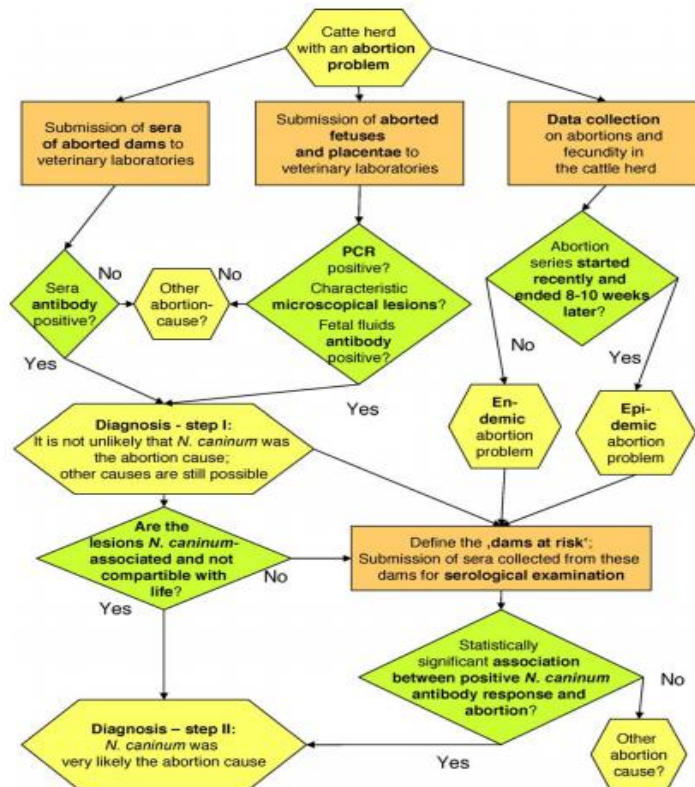 Catte herd
with an abortion
problem
Submission of sera
of aborted dams to
veterinary laboratories
Submission of aborted
fetuses
and placentae to
veterinary laboratories
Data collection
on abortions and
fecundity in
the cattle herd
Sera
antibody
positive?
No
Other
abortion-
cause?
No
PCR
positive?
Characteristic
microscopical lesions?
Fetal fluids
antibody
positive?
Abortion
series started
recently and
ended 8-10 weeks
later?
Yes
Yes
No
Yes
Diagnosis - step I:
It is not unlikely that N. caninum was
the abortion cause;
other causes are still possible
En-
demic
abortion
problem
Epi-
demic
abortion
problem
Are the
lesions N. caninum-
associated and not
compartible with
life?
No
Yes
Define the ‚dams at risk‘;
Submission of sera collected from these
dams for serological examination
Statistically
significant association
between positive N. caninum
antibody response and
abortion?
No
Yes
Other
abortion
cause?
Diagnosis – step II:
N. caninum was
very likely the abortion cause